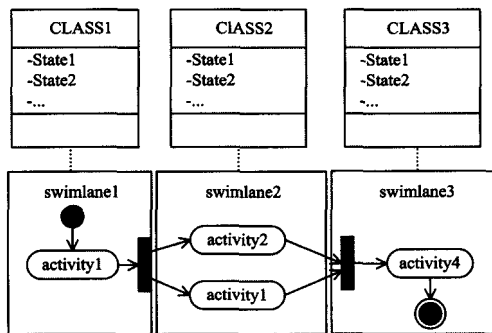 CLASS1 ClASS2 CLASS3
-State1 -State1 -State1
-State2 -State2 -State2
-... -... -...
swimlane1 swimlane2 swimlane3
activity2
activity1 activity4
activity1